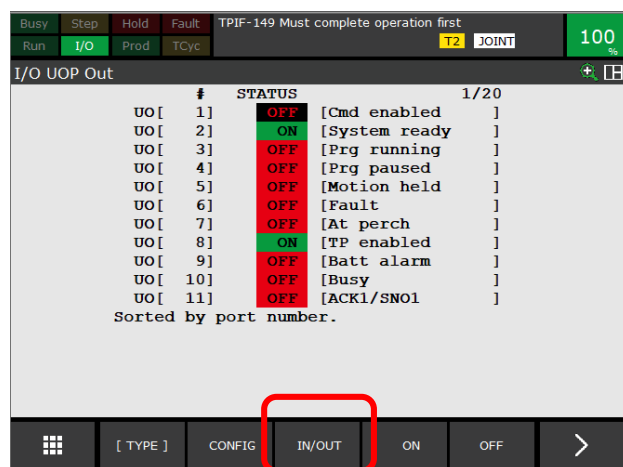 Busy Step Hold Fault TPIF-149 Must complete operation first
Run I/O Prod TCyc T2 JOINT 100 %
I/O UOP Out
# STATUS 1/20
UO[ 1] OFF [Cmd enabled ]
UO[ 2] ON [System ready ]
UO[ 3] OFF [Prg running ]
UO[ 4] OFF [Prg paused ]
UO[ 5] OFF [Motion held ]
UO[ 6] OFF [Fault ]
UO[ 7] OFF [At perch ]
UO[ 8] ON [TP enabled ]
UO[ 9] OFF [Batt alarm ]
UO[ 10] OFF [Busy ]
UO[ 11] OFF [ACK1/SNO1 ]
Sorted by port number.
[ TYPE ] CONFIG IN/OUT ON OFF >